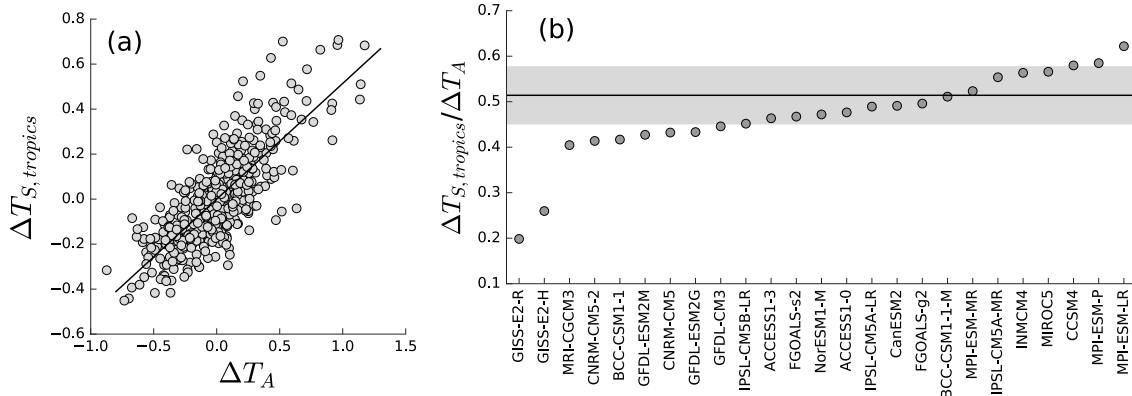 (a)
0.8
0.6
0.4
0.2
0.0
−0.2
−0.4
−0.6
ΔT_{S,tropics}
−1.0
−0.5
0.0
0.5
1.0
1.5
ΔT_A
(b)
0.7
0.6
0.5
0.4
0.3
0.2
0.1
ΔT_{S,tropics}/ΔT_A
GISS-E2-R
GISS-E2-H
MRI-CGCM3
CNRM-CM5-2
BCC-CSM1-1
GFDL-ESM2M
CNRM-CM5
GFDL-ESM2G
GFDL-CM3
IPSL-CM5B-LR
ACCESS1-3
FGOALS-s2
NorESM1-M
ACCESS1-0
IPSL-CM5A-LR
CanESM2
FGOALS-g2
BCC-CSM1-1-M
MPI-ESM-MR
IPSL-CM5A-MR
INMCM4
MIROC5
CCSM4
MPI-ESM-P
MPI-ESM-LR